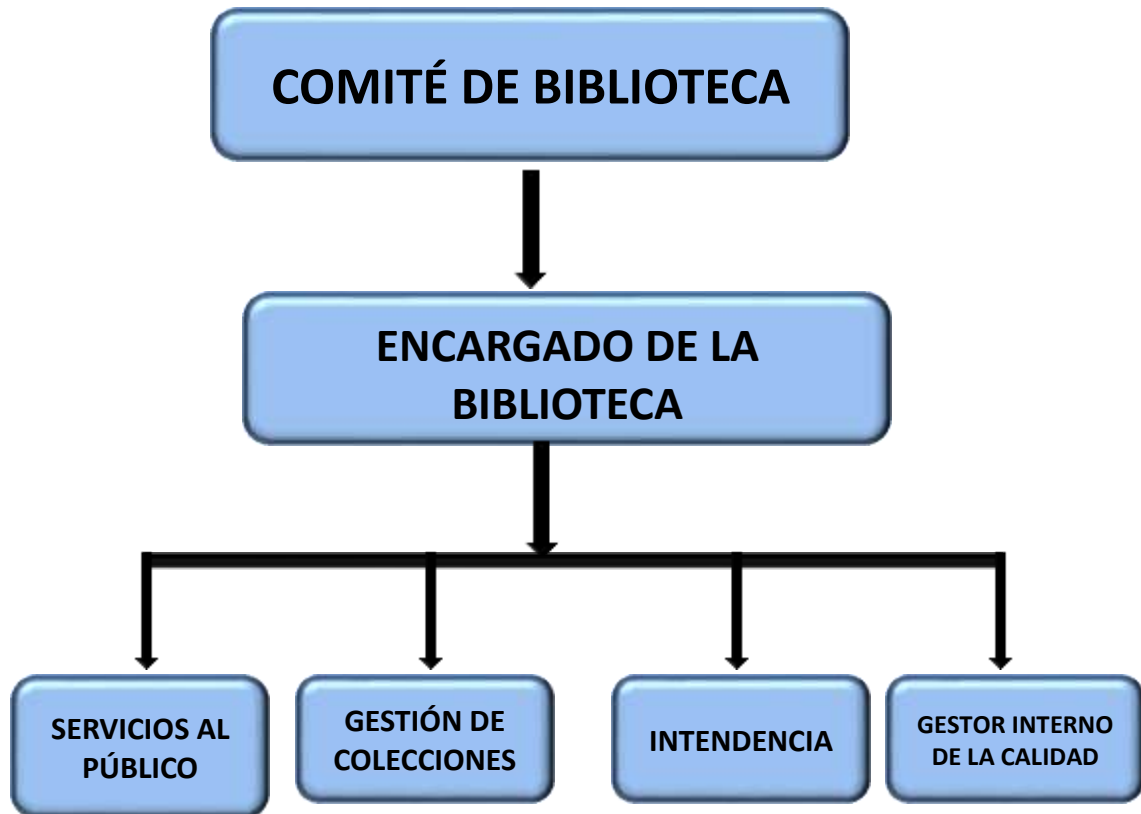 COMITÉ DE BIBLIOTECA
ENCARGADO DE LA
BIBLIOTECA
SERVICIOS AL
PÚBLICO
GESTIÓN DE
COLECCIONES
INTENDENCIA
GESTOR INTERNO
DE LA CALIDAD